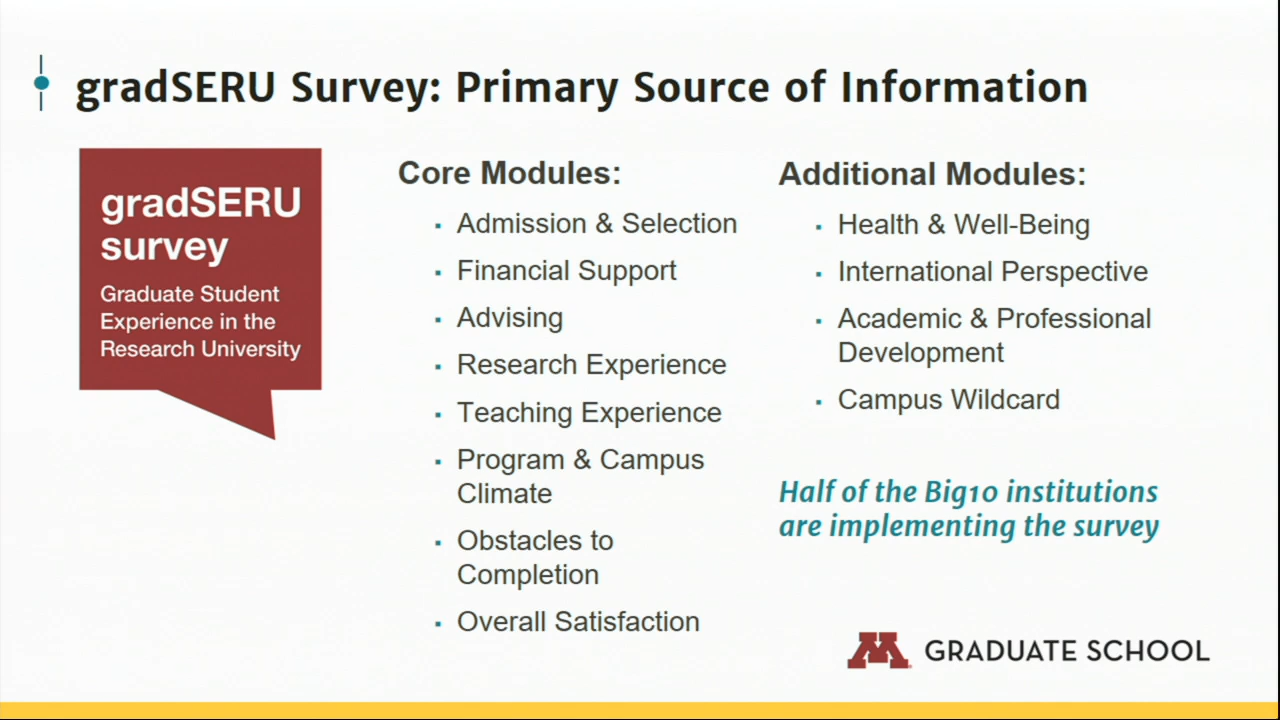 gradSERU Survey: Primary Source of Information
gradSERU
survey
Graduate Student
Experience in the
Research University
Core Modules:
Admission & Selection
Financial Support
Advising
Research Experience
Teaching Experience
Program & Campus
Climate
Obstacles to
Completion
Overall Satisfaction
Additional Modules:
Health & Well-Being
International Perspective
Academic & Professional
Development
Campus Wildcard
Half of the Big10 institutions
are implementing the survey
M GRADUATE SCHOOL